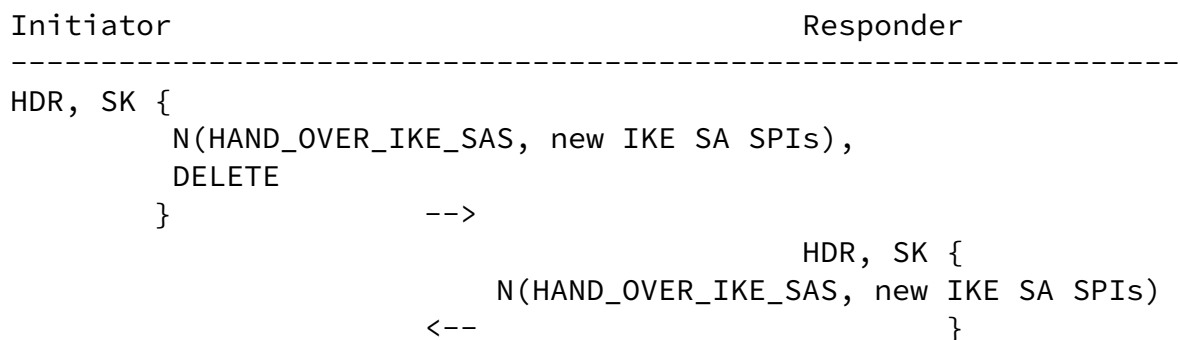 Initiator                                   Responder
-----------------------------------------------------------------
HDR, SK {
         N(HAND_OVER_IKE_SAS, new IKE SA SPIs),
         DELETE
        }              -->
                                            HDR, SK {
                           N(HAND_OVER_IKE_SAS, new IKE SA SPIs)
                       <--                          }